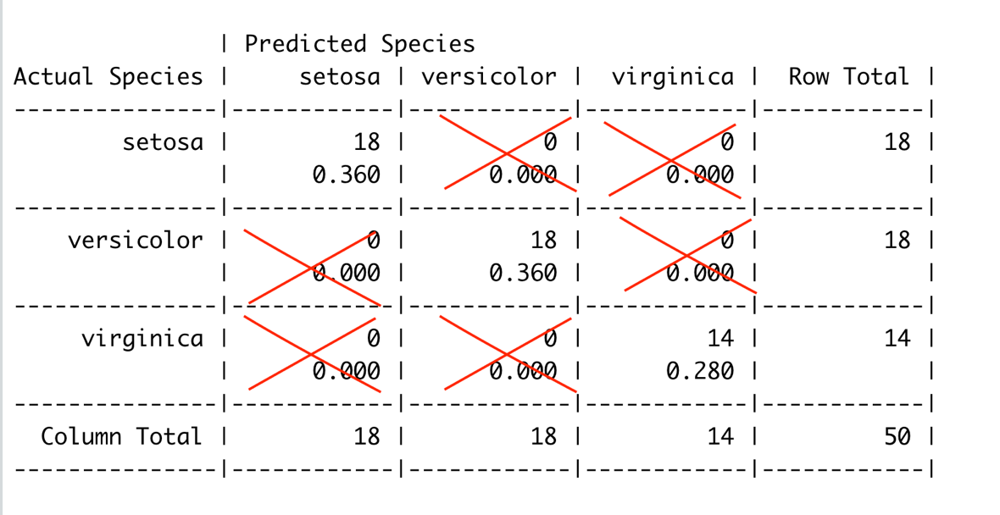 | Predicted Species
Actual Species | setosa | versicolor | virginica | Row Total |
---------------|------------|------------|------------|------------|
setosa | 18 | 0 | 0 | 18 |
| 0.360 | 0.000 | 0.000 | |
---------------|------------|------------|------------|------------|
versicolor | 0 | 18 | 0 | 18 |
| 0.000 | 0.360 | 0.000 | |
---------------|------------|------------|------------|------------|
virginica | 0 | 0 | 14 | 14 |
| 0.000 | 0.000 | 0.280 | |
---------------|------------|------------|------------|------------|
Column Total | 18 | 18 | 14 | 50 |
---------------|------------|------------|------------|------------|